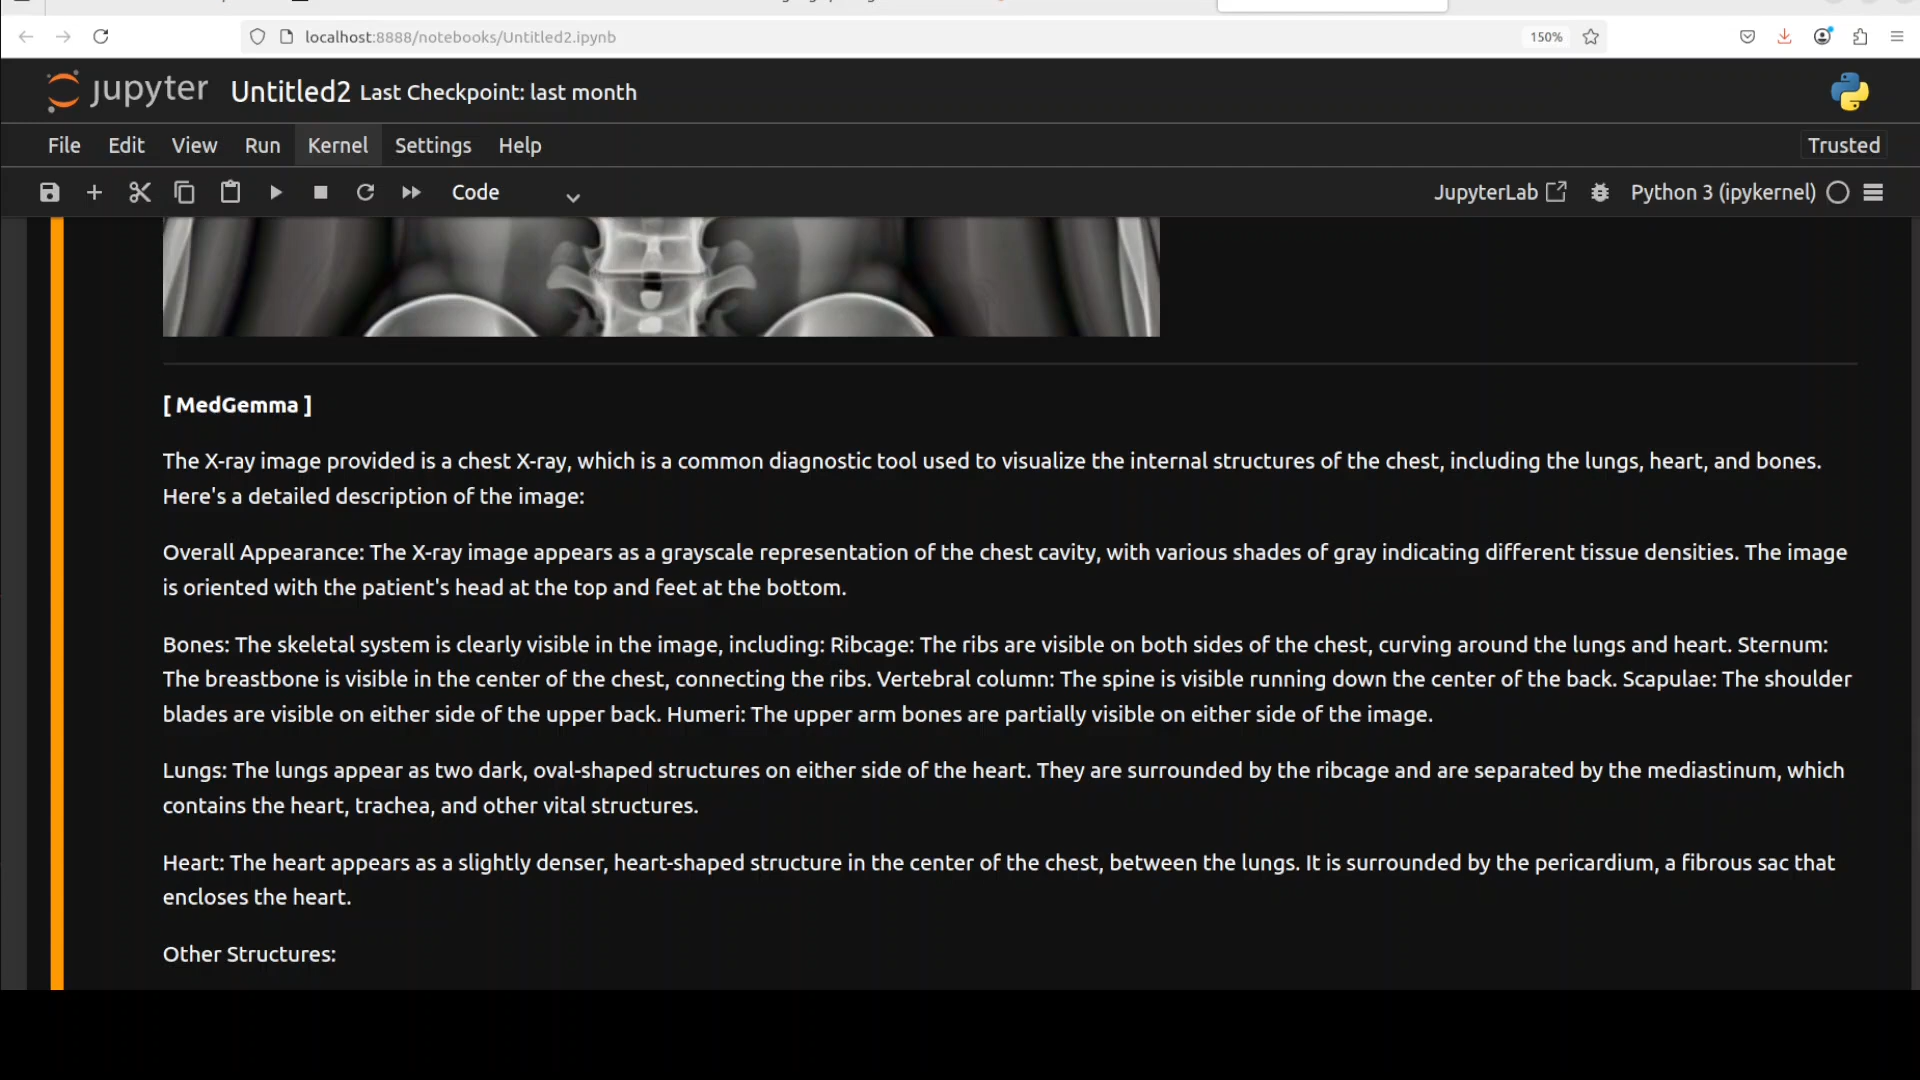 localhost:8888/notebooks/Untitled2.ipynb
150%
jupyter Untitled2 Last Checkpoint: last month
File Edit View Run Kernel Settings Help
Trusted
Code
JupyterLab
Python 3 (ipykernel)
[ MedGemma ]
The X-ray image provided is a chest X-ray, which is a common diagnostic tool used to visualize the internal structures of the chest, including the lungs, heart, and bones.
Here's a detailed description of the image:
Overall Appearance: The X-ray image appears as a grayscale representation of the chest cavity, with various shades of gray indicating different tissue densities. The image
is oriented with the patient's head at the top and feet at the bottom.
Bones: The skeletal system is clearly visible in the image, including: Ribcage: The ribs are visible on both sides of the chest, curving around the lungs and heart. Sternum:
The breastbone is visible in the center of the chest, connecting the ribs. Vertebral column: The spine is visible running down the center of the back. Scapulae: The shoulder
blades are visible on either side of the upper back. Humeri: The upper arm bones are partially visible on either side of the image.
Lungs: The lungs appear as two dark, oval-shaped structures on either side of the heart. They are surrounded by the ribcage and are separated by the mediastinum, which
contains the heart, trachea, and other vital structures.
Heart: The heart appears as a slightly denser, heart-shaped structure in the center of the chest, between the lungs. It is surrounded by the pericardium, a fibrous sac that
encloses the heart.
Other Structures: